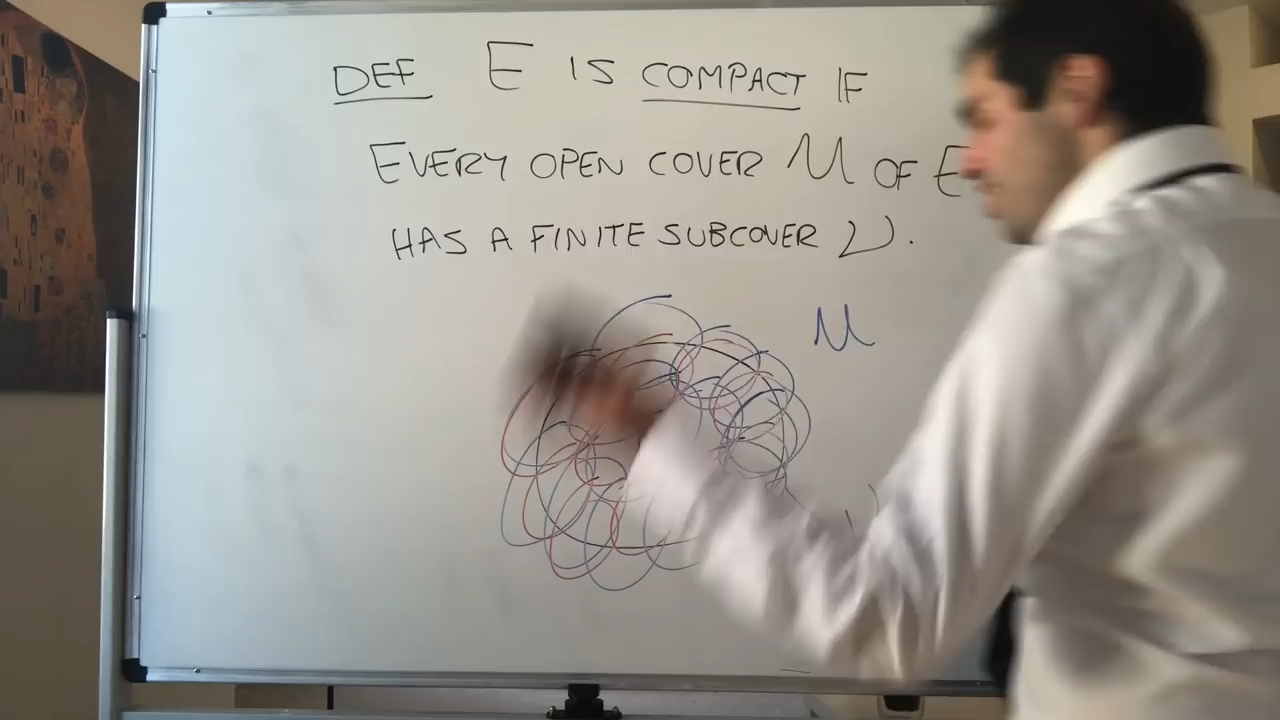 DEF E IS COMPACT IF
EVERY OPEN COVER U OF E
HAS A FINITE SUBCOVER V.
U